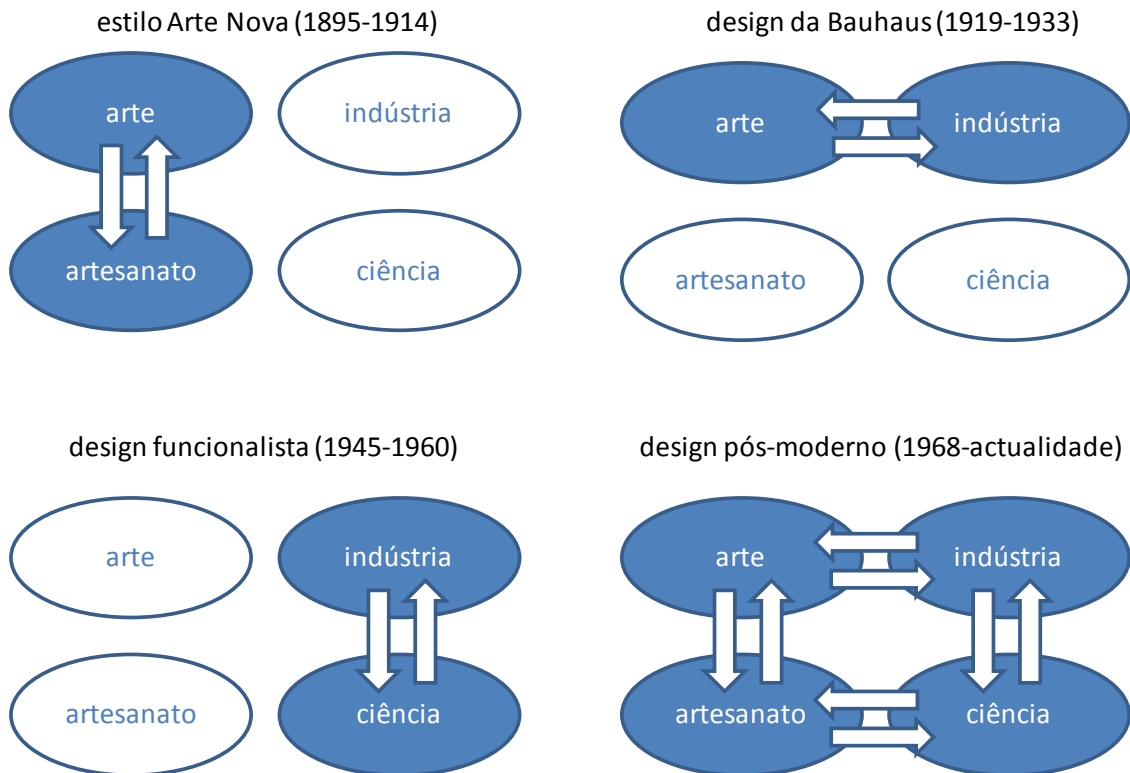 estilo Arte Nova (1895-1914)
arte
indústria
artesanato
ciência
design da Bauhaus (1919-1933)
arte
indústria
artesanato
ciência
design funcionalista (1945-1960)
arte
indústria
artesanato
ciência
design pós-moderno (1968-actualidade)
arte
indústria
artesanato
ciência